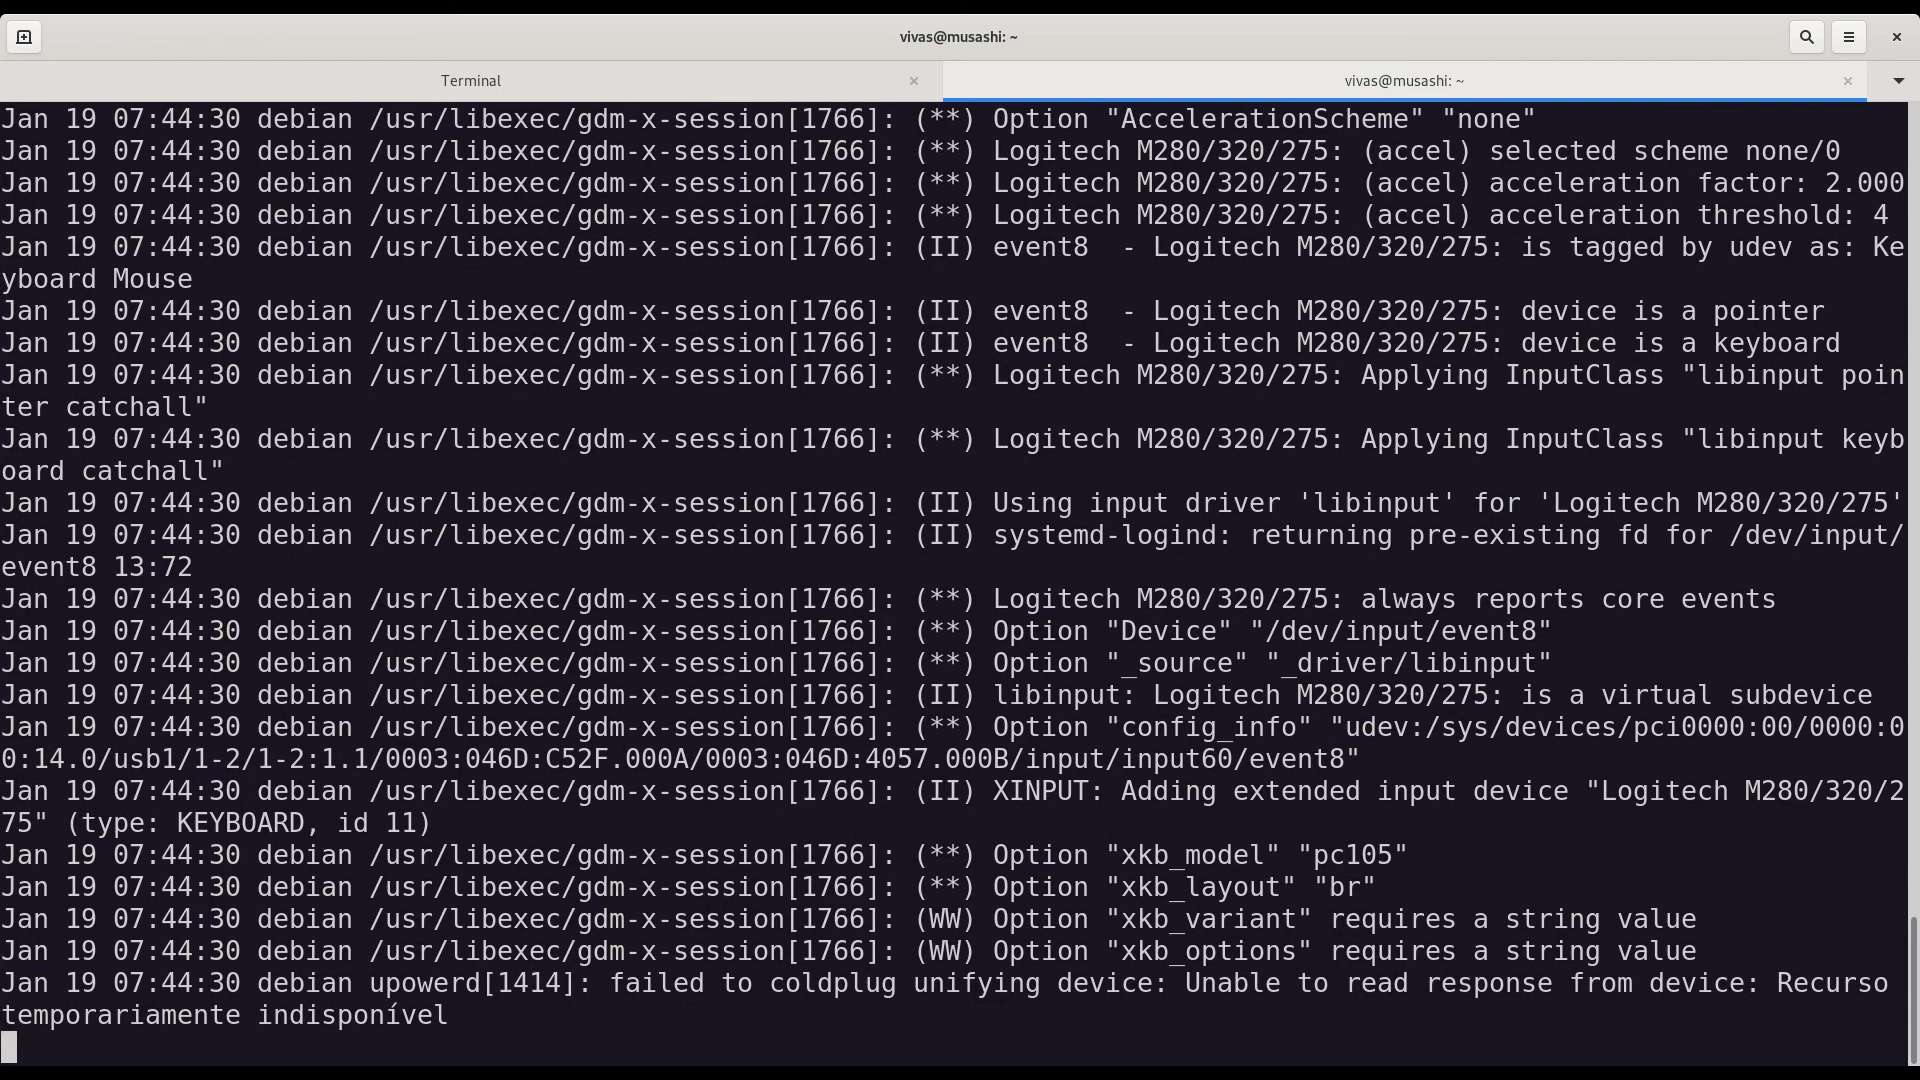 vivas@musashi: ~
Terminal
vivas@musashi: ~
Jan 19 07:44:30 debian /usr/libexec/gdm-x-session[1766]: (**) Option "AccelerationScheme" "none"
Jan 19 07:44:30 debian /usr/libexec/gdm-x-session[1766]: (**) Logitech M280/320/275: (accel) selected scheme none/0
Jan 19 07:44:30 debian /usr/libexec/gdm-x-session[1766]: (**) Logitech M280/320/275: (accel) acceleration factor: 2.000
Jan 19 07:44:30 debian /usr/libexec/gdm-x-session[1766]: (**) Logitech M280/320/275: (accel) acceleration threshold: 4
Jan 19 07:44:30 debian /usr/libexec/gdm-x-session[1766]: (II) event8  - Logitech M280/320/275: is tagged by udev as: Ke
yboard Mouse
Jan 19 07:44:30 debian /usr/libexec/gdm-x-session[1766]: (II) event8  - Logitech M280/320/275: device is a pointer
Jan 19 07:44:30 debian /usr/libexec/gdm-x-session[1766]: (II) event8  - Logitech M280/320/275: device is a keyboard
Jan 19 07:44:30 debian /usr/libexec/gdm-x-session[1766]: (**) Logitech M280/320/275: Applying InputClass "libinput poin
ter catchall"
Jan 19 07:44:30 debian /usr/libexec/gdm-x-session[1766]: (**) Logitech M280/320/275: Applying InputClass "libinput keyb
oard catchall"
Jan 19 07:44:30 debian /usr/libexec/gdm-x-session[1766]: (II) Using input driver 'libinput' for 'Logitech M280/320/275'
Jan 19 07:44:30 debian /usr/libexec/gdm-x-session[1766]: (II) systemd-logind: returning pre-existing fd for /dev/input/
event8 13:72
Jan 19 07:44:30 debian /usr/libexec/gdm-x-session[1766]: (**) Logitech M280/320/275: always reports core events
Jan 19 07:44:30 debian /usr/libexec/gdm-x-session[1766]: (**) Option "Device" "/dev/input/event8"
Jan 19 07:44:30 debian /usr/libexec/gdm-x-session[1766]: (**) Option "_source" "_driver/libinput"
Jan 19 07:44:30 debian /usr/libexec/gdm-x-session[1766]: (II) libinput: Logitech M280/320/275: is a virtual subdevice
Jan 19 07:44:30 debian /usr/libexec/gdm-x-session[1766]: (**) Option "config_info" "udev:/sys/devices/pci0000:00/0000:0
0:14.0/usb1/1-2/1-2:1.1/0003:046D:C52F.000A/0003:046D:4057.000B/input/input60/event8"
Jan 19 07:44:30 debian /usr/libexec/gdm-x-session[1766]: (II) XINPUT: Adding extended input device "Logitech M280/320/2
75" (type: KEYBOARD, id 11)
Jan 19 07:44:30 debian /usr/libexec/gdm-x-session[1766]: (**) Option "xkb_model" "pc105"
Jan 19 07:44:30 debian /usr/libexec/gdm-x-session[1766]: (**) Option "xkb_layout" "br"
Jan 19 07:44:30 debian /usr/libexec/gdm-x-session[1766]: (WW) Option "xkb_variant" requires a string value
Jan 19 07:44:30 debian /usr/libexec/gdm-x-session[1766]: (WW) Option "xkb_options" requires a string value
Jan 19 07:44:30 debian upowerd[1414]: failed to coldplug unifying device: Unable to read response from device: Recurso
temporariamente indisponível